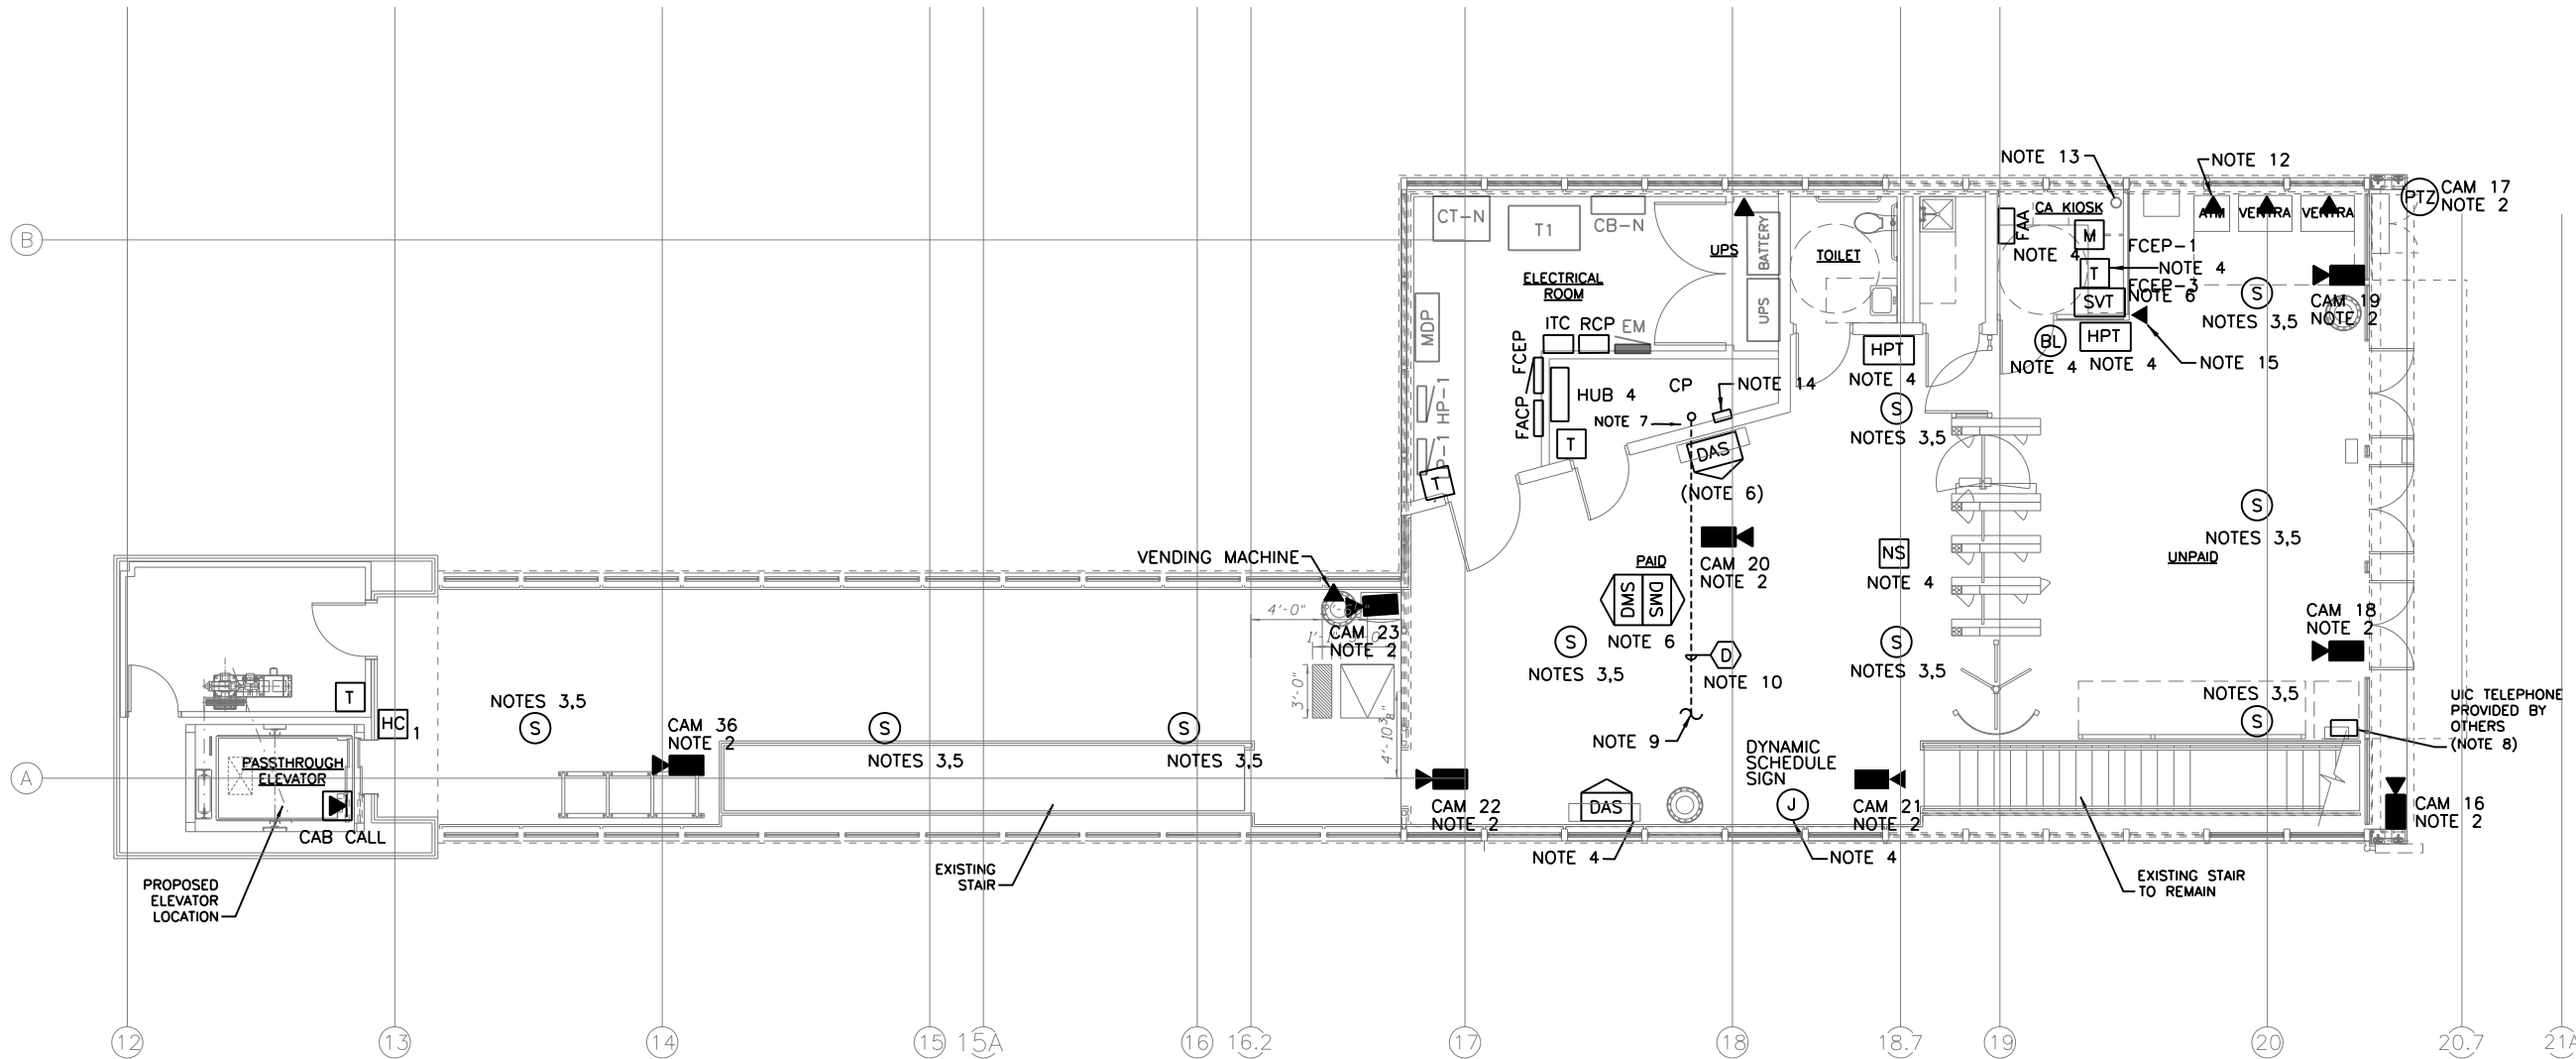 NOTE 13
NOTE 12
CAM 17
NOTE 2
PTZ
B
CT-N
T1
CB-N
UPS
BATTERY
UPS
TOILET
ELECTRICAL
ROOM
MDP
ITC
RCP
EM
FCEP
FACP
HUB 4
HP-1
T
T
CP
NOTE 14
NOTE 7
DAS
(NOTE 6)
HPT
NOTE 4
FAA
NOTE 4
CA KIOSK
M
T
SVT
FCEP-1
NOTE 4
FCEP-3
NOTE 6
HPT
NOTE 4
BL
NOTE 4
NOTE 15
ATM
VENTRA
VENTRA
CAM 19
NOTE 2
S
NOTES 3,5
S
NOTES 3,5
S
NOTES 3,5
UNPAID
NS
NOTE 4
CAM 20
NOTE 2
PAID
DMS
DMS
NOTE 6
S
NOTES 3,5
S
NOTES 3,5
D
NOTE 10
NOTE 9
CAM 18
NOTE 2
NOTES 3,5
S
UIC TELEPHONE
PROVIDED BY
OTHERS
(NOTE 8)
VENDING MACHINE
4'-0"
CAM 23
NOTE 2
3'-0"
4'-10⅜"
T
HC
1
PASSTHROUGH
ELEVATOR
CAB CALL
PROPOSED
ELEVATOR
LOCATION
NOTES 3,5
S
CAM 36
NOTE 2
S
NOTES 3,5
S
NOTES 3,5
EXISTING
STAIR
A
CAM 22
NOTE 2
DAS
NOTE 4
DYNAMIC
SCHEDULE
SIGN
J
NOTE 4
CAM 21
NOTE 2
EXISTING STAIR
TO REMAIN
CAM 16
NOTE 2
12
13
14
15
15A
16
16.2
17
18
18.7
19
20
20.7